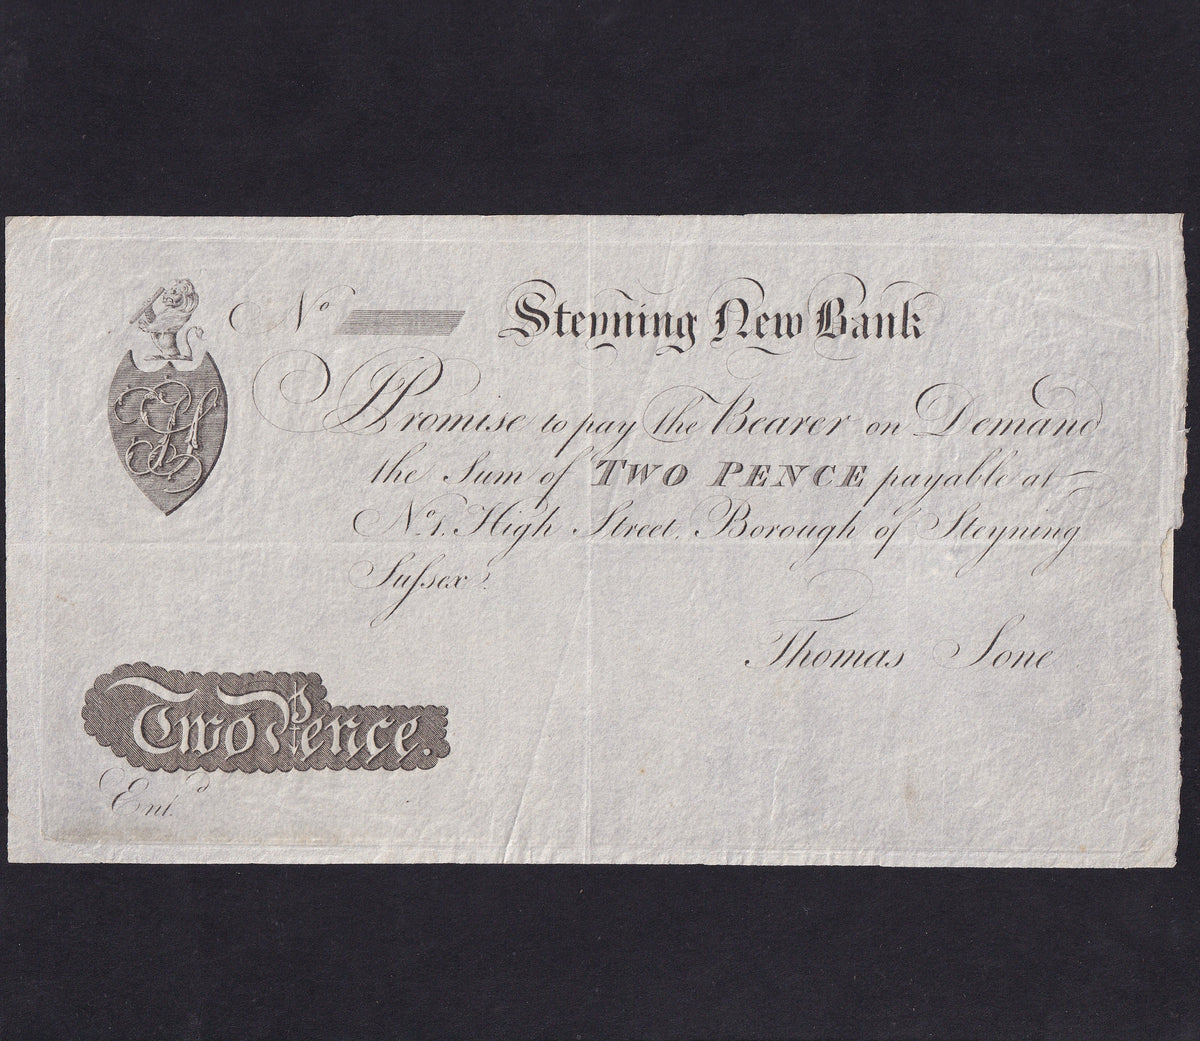 No
Steyning New Bank
I Promise to pay the Bearer on Demand
the Sum of TWO PENCE payable at
No. 1. High Street, Borough of Steyning
Sussex.
Thomas Sone
Two Pence.
Entd.